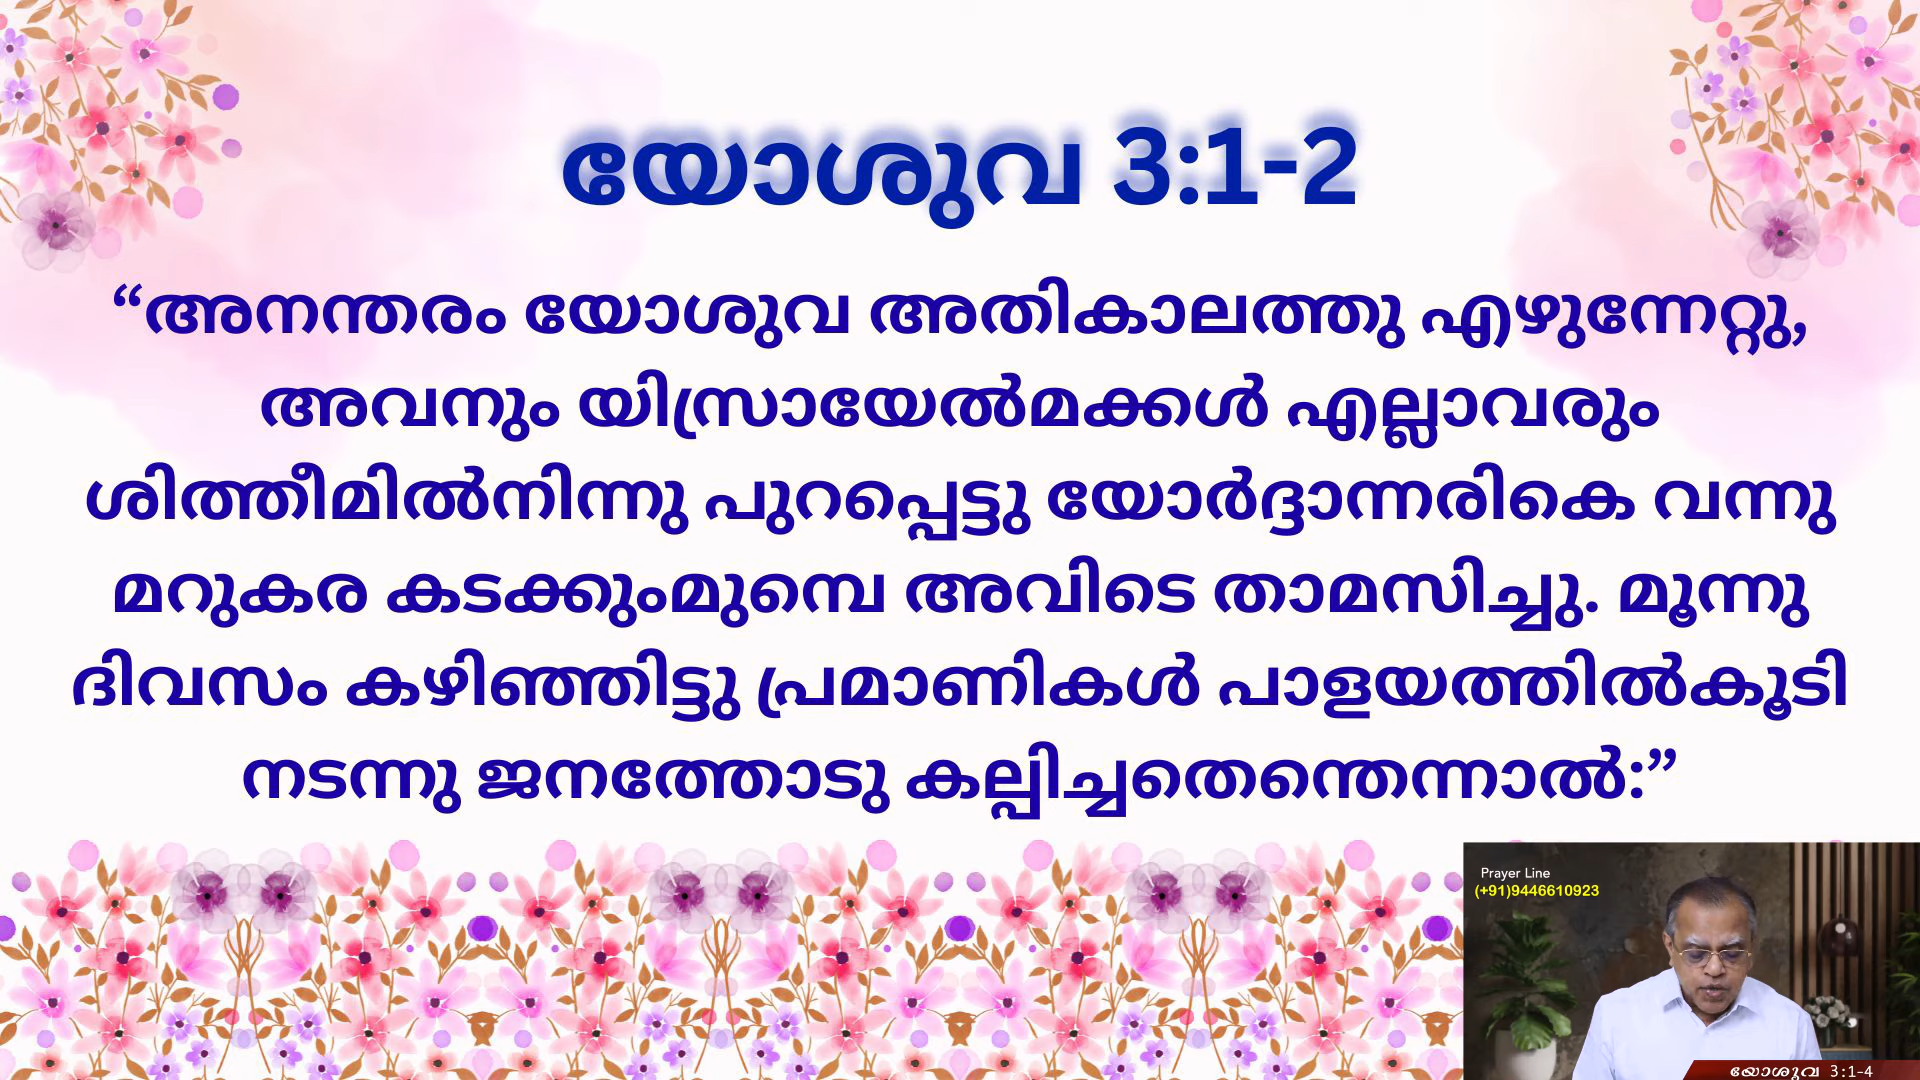 യോശുവ 3:1-2
“അനന്തരം യോശുവ അതികാലത്തു എഴുന്നേറ്റു,
അവനും യിസ്രായേൽമക്കൾ എല്ലാവരും
ശിത്തീമിൽനിന്നു പുറപ്പെട്ടു യോർദ്ദാന്നരികെ വന്നു
മറുകര കടക്കുംമുമ്പെ അവിടെ താമസിച്ചു. മൂന്നു
ദിവസം കഴിഞ്ഞിട്ടു പ്രമാണികൾ പാളയത്തിൽകൂടി
നടന്നു ജനത്തോടു കല്പിച്ചതെന്തെന്നാൽ:”
Prayer Line
(+91)9446610923
യോശുവ 3:1-4